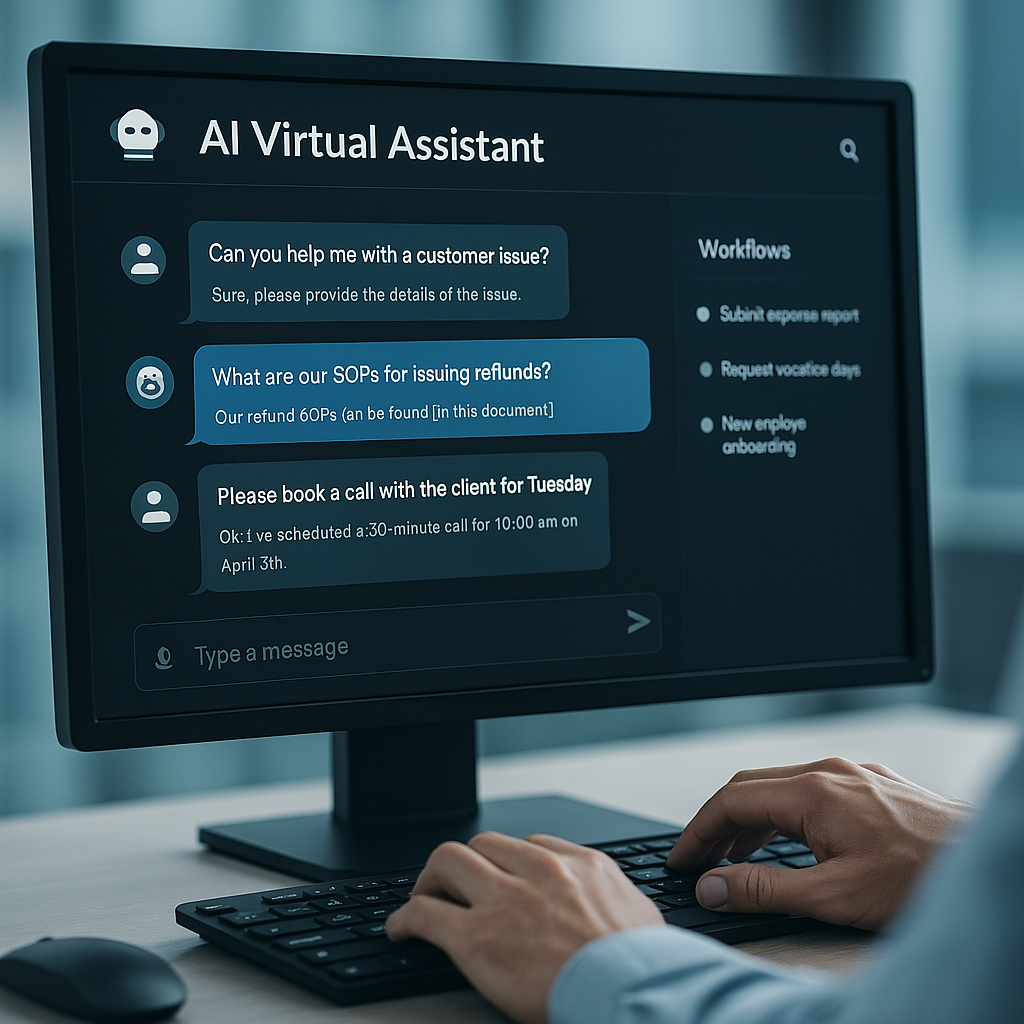 AI Virtual Assistant
Can you help me with a customer issue?
Sure, please provide the details of the issue.
What are our SOPs for issuing reflunds?
Our refund 6OPs (an be found [in this document]
Please book a call with the client for Tuesday
Ok: i ve scheduled a:30-minute call for 10:00 am on
April 3th.
Type a message
Workflows
Subinit exporse report
Request vocatice days
New enploye
anboarding